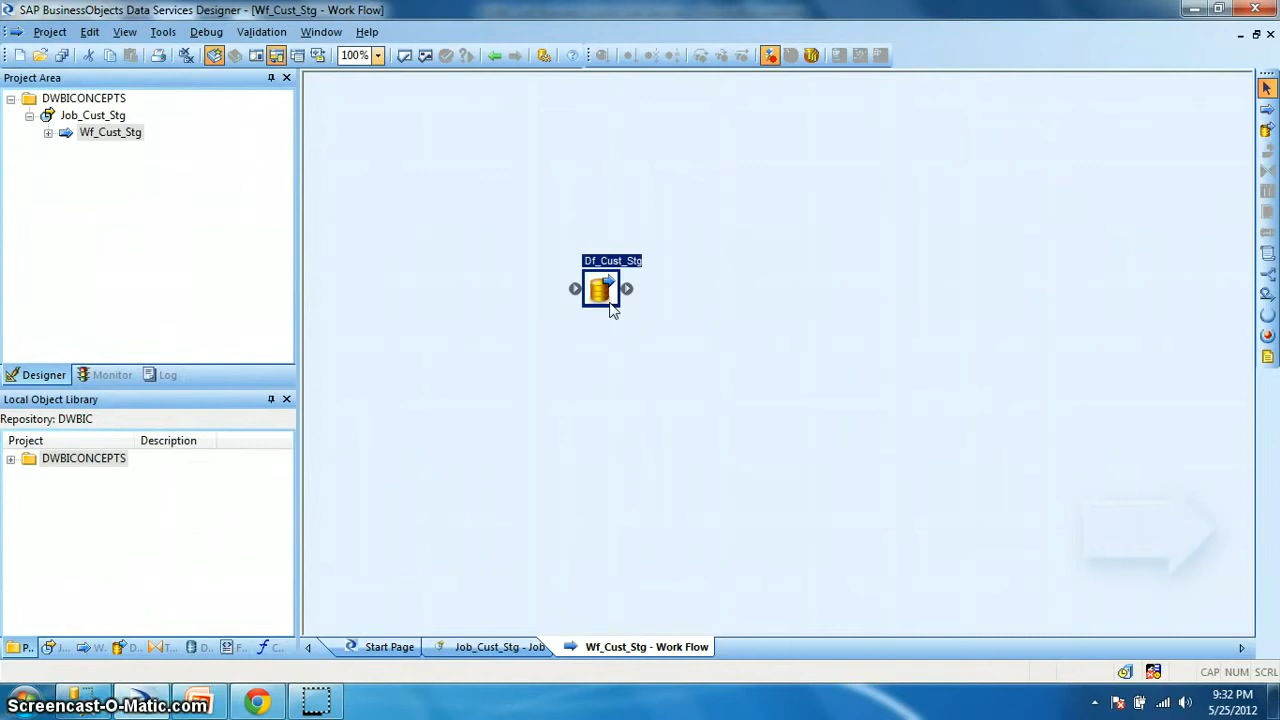 SAP BusinessObjects Data Services Designer - [Wf_Cust_Stg - Work Flow]
Project Edit View Tools Debug Validation Window Help
100%
Project Area
DWBICONCEPTS
Job_Cust_Stg
Wf_Cust_Stg
Df_Cust_Stg
Designer Monitor Log
Local Object Library
Repository: DWBIC
Project Description
DWBICONCEPTS
P.. J... W.. D.. T... D.. F.. C..
Start Page Job_Cust_Stg - Job Wf_Cust_Stg - Work Flow
CAP NUM SCRL
Screencast-O-Matic.com
9:32 PM
5/25/2012